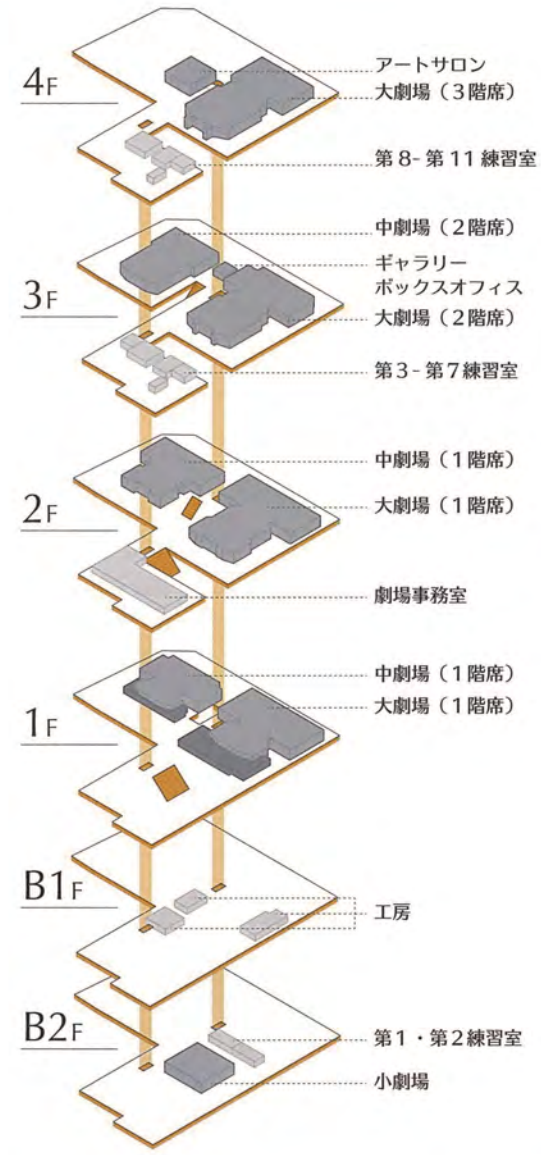 4F
アートサロン
大劇場（3階席）
第8-第11練習室
3F
中劇場（2階席）
ギャラリー
ボックスオフィス
大劇場（2階席）
第3-第7練習室
2F
中劇場（1階席）
大劇場（1階席）
劇場事務室
1F
中劇場（1階席）
大劇場（1階席）
B1F
工房
B2F
第1・第2練習室
小劇場